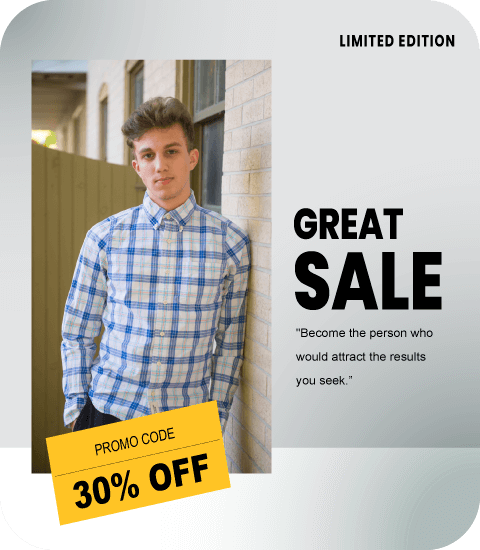 LIMITED EDITION
GREAT
SALE
"Become the person who
would attract the results
you seek."
PROMO CODE
30% OFF